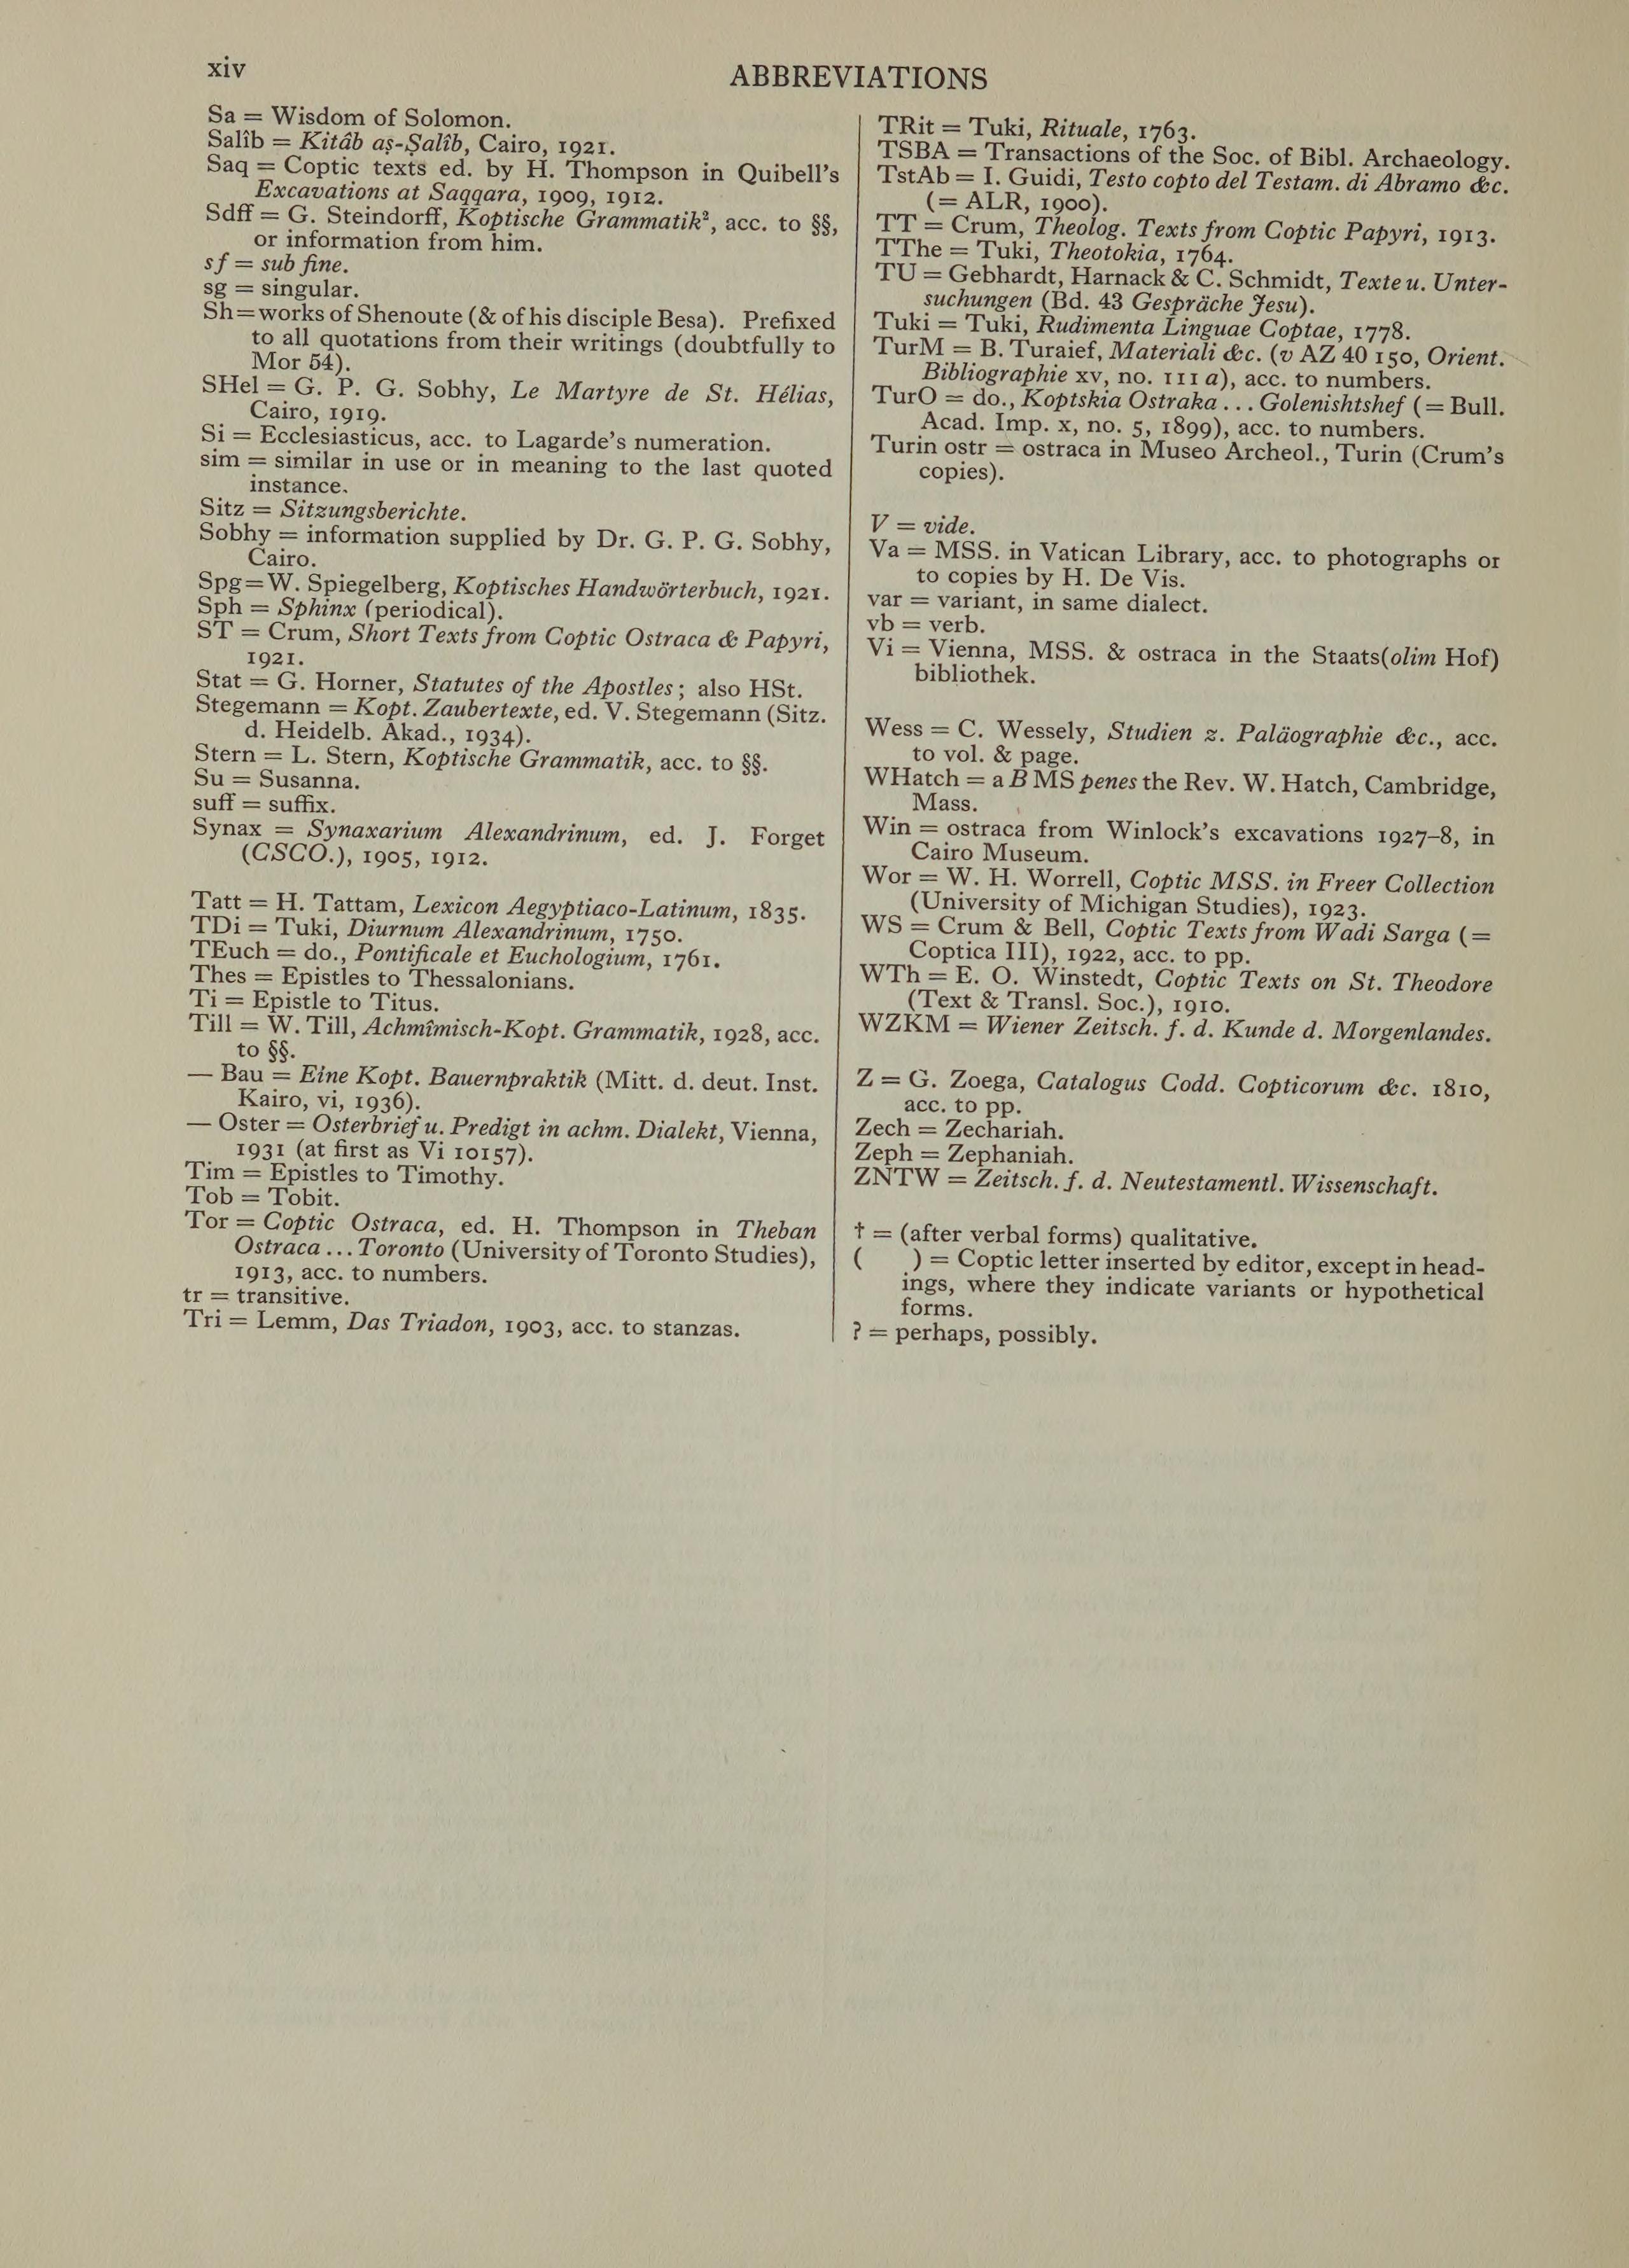 xiv
ABBREVIATIONS
Sa = Wisdom of Solomon.
Salîb = Kitâb aṣ-Ṣalîb, Cairo, 1921.
Saq = Coptic texts ed. by H. Thompson in Quibell’s
Excavations at Saqqara, 1909, 1912.
Sdff = G. Steindorff, Koptische Grammatik², acc. to §§,
or information from him.
sf = sub fine.
sg = singular.
Sh=works of Shenoute (& of his disciple Besa). Prefixed
to all quotations from their writings (doubtfully to
Mor 54).
SHel = G. P. G. Sobhy, Le Martyre de St. Hélias,
Cairo, 1919.
Si = Ecclesiasticus, acc. to Lagarde’s numeration.
sim = similar in use or in meaning to the last quoted
instance.
Sitz = Sitzungsberichte.
Sobhy = information supplied by Dr. G. P. G. Sobhy,
Cairo.
Spg=W. Spiegelberg, Koptisches Handwörterbuch, 1921.
Sph = Sphinx (periodical).
ST = Crum, Short Texts from Coptic Ostraca & Papyri,
1921.
Stat = G. Horner, Statutes of the Apostles; also HSt.
Stegemann = Kopt. Zaubertexte, ed. V. Stegemann (Sitz.
d. Heidelb. Akad., 1934).
Stern = L. Stern, Koptische Grammatik, acc. to §§.
Su = Susanna.
suff = suffix.
Synax = Synaxarium Alexandrinum, ed. J. Forget
(CSCO.), 1905, 1912.
Tatt = H. Tattam, Lexicon Aegyptiaco-Latinum, 1835.
TDi = Tuki, Diurnum Alexandrinum, 1750.
TEuch = do., Pontificale et Euchologium, 1761.
Thes = Epistles to Thessalonians.
Ti = Epistle to Titus.
Till = W. Till, Achmîmisch-Kopt. Grammatik, 1928, acc.
to §§.
— Bau = Eine Kopt. Bauernpraktik (Mitt. d. deut. Inst.
Kairo, vi, 1936).
— Oster = Osterbrief u. Predigt in achm. Dialekt, Vienna,
1931 (at first as Vi 10157).
Tim = Epistles to Timothy.
Tob = Tobit.
Tor = Coptic Ostraca, ed. H. Thompson in Theban
Ostraca ... Toronto (University of Toronto Studies),
1913, acc. to numbers.
tr = transitive.
Tri = Lemm, Das Triadon, 1903, acc. to stanzas.
TRit = Tuki, Rituale, 1763.
TSBA = Transactions of the Soc. of Bibl. Archaeology.
TstAb = I. Guidi, Testo copto del Testam. di Abramo &c.
(= ALR, 1900).
TT = Crum, Theolog. Texts from Coptic Papyri, 1913.
TThe = Tuki, Theotokia, 1764.
TU = Gebhardt, Harnack & C. Schmidt, Texte u. Unter-
suchungen (Bd. 43 Gespräche Jesu).
Tuki = Tuki, Rudimenta Linguae Coptae, 1778.
TurM = B. Turaief, Materiali &c. (v AZ 40 150, Orient.
Bibliographie xv, no. 111 a), acc. to numbers.
TurO = do., Koptskia Ostraka ... Golenishtshef (= Bull.
Acad. Imp. x, no. 5, 1899), acc. to numbers.
Turin ostr = ostraca in Museo Archeol., Turin (Crum’s
copies).
V = vide.
Va = MSS. in Vatican Library, acc. to photographs or
to copies by H. De Vis.
var = variant, in same dialect.
vb = verb.
Vi = Vienna, MSS. & ostraca in the Staats(olim Hof)
bibliothek.
Wess = C. Wessely, Studien z. Paläographie &c., acc.
to vol. & page.
WHatch = a B MS penes the Rev. W. Hatch, Cambridge,
Mass.
Win = ostraca from Winlock’s excavations 1927–8, in
Cairo Museum.
Wor = W. H. Worrell, Coptic MSS. in Freer Collection
(University of Michigan Studies), 1923.
WS = Crum & Bell, Coptic Texts from Wadi Sarga (=
Coptica III), 1922, acc. to pp.
WTh = E. O. Winstedt, Coptic Texts on St. Theodore
(Text & Transl. Soc.), 1910.
WZKM = Wiener Zeitsch. f. d. Kunde d. Morgenlandes.
Z = G. Zoega, Catalogus Codd. Copticorum &c. 1810,
acc. to pp.
Zech = Zechariah.
Zeph = Zephaniah.
ZNTW = Zeitsch. f. d. Neutestamentl. Wissenschaft.
† = (after verbal forms) qualitative.
( ) = Coptic letter inserted by editor, except in head-
ings, where they indicate variants or hypothetical
forms.
? = perhaps, possibly.